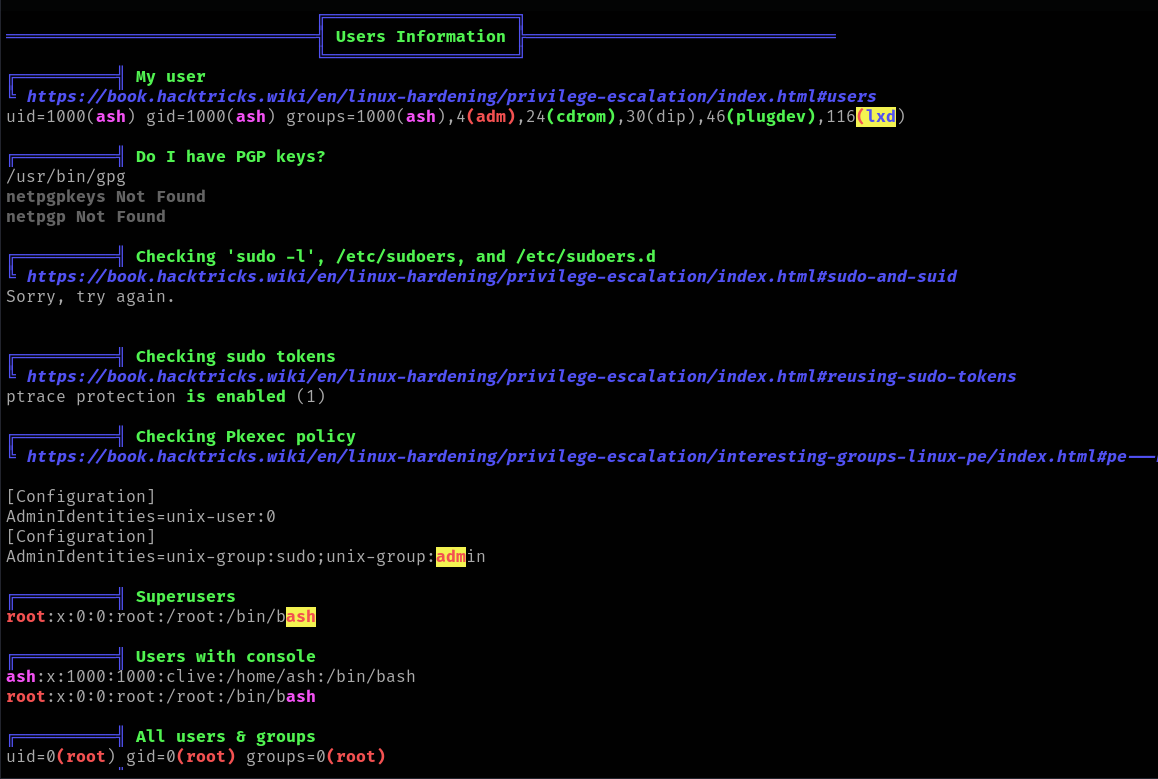 Users Information
My user
https://book.hacktricks.wiki/en/linux-hardening/privilege-escalation/index.html#users
uid=1000(ash) gid=1000(ash) groups=1000(ash),4(adm),24(cdrom),30(dip),46(plugdev),116(lxd)
Do I have PGP keys?
/usr/bin/gpg
netpgpkeys Not Found
netpgp Not Found
Checking 'sudo -l', /etc/sudoers, and /etc/sudoers.d
https://book.hacktricks.wiki/en/linux-hardening/privilege-escalation/index.html#sudo-and-suid
Sorry, try again.
Checking sudo tokens
https://book.hacktricks.wiki/en/linux-hardening/privilege-escalation/index.html#reusing-sudo-tokens
ptrace protection is enabled (1)
Checking Pkexec policy
https://book.hacktricks.wiki/en/linux-hardening/privilege-escalation/interesting-groups-linux-pe/index.html#pe---
[Configuration]
AdminIdentities=unix-user:0
[Configuration]
AdminIdentities=unix-group:sudo;unix-group:admin
Superusers
root:x:0:0:root:/root:/bin/bash
Users with console
ash:x:1000:1000:clive:/home/ash:/bin/bash
root:x:0:0:root:/root:/bin/bash
All users & groups
uid=0(root) gid=0(root) groups=0(root)